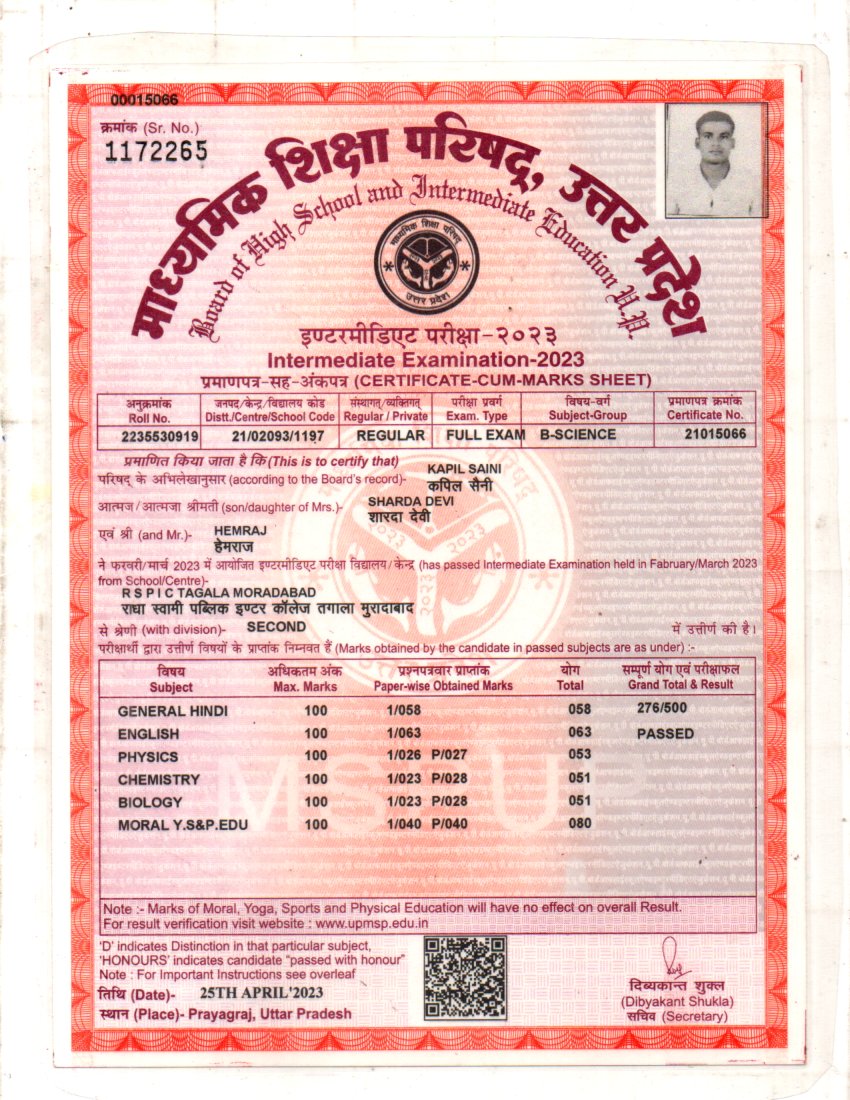 00015066
क्रमांक (Sr. No.)
1172265
माध्यमिक शिक्षा परिषद्, उत्तर प्रदेश
Board of High School and Intermediate Education U.P.
माध्यमिक शिक्षा परिषद
उत्तर प्रदेश
इण्टरमीडिएट परीक्षा-२०२३
Intermediate Examination-2023
प्रमाणपत्र-सह-अंकपत्र (CERTIFICATE-CUM-MARKS SHEET)
अनुक्रमांक जनपद/केन्द्र/विद्यालय कोड संस्थागत/व्यक्तिगत परीक्षा प्रवर्ग विषय-वर्ग प्रमाणपत्र क्रमांक
Roll No. Distt./Centre/School Code Regular / Private Exam. Type Subject-Group Certificate No.
2235530919 21/02093/1197 REGULAR FULL EXAM B-SCIENCE 21015066
प्रमाणित किया जाता है कि (This is to certify that)
KAPIL SAINI
परिषद् के अभिलेखानुसार (according to the Board's record)- कपिल सैनी
SHARDA DEVI
आत्मज/आत्मजा श्रीमती (son/daughter of Mrs.)- शारदा देवी
एवं श्री (and Mr.)- HEMRAJ
हेमराज
ने फरवरी/मार्च 2023 में आयोजित इण्टरमीडिएट परीक्षा विद्यालय/केन्द्र (has passed Intermediate Examination held in Fabruary/March 2023
from School/Centre)-
R S P I C TAGALA MORADABAD
राधा स्वामी पब्लिक इण्टर कॉलेज तगाला मुरादाबाद
से श्रेणी (with division)- SECOND में उत्तीर्ण की है।
परीक्षार्थी द्वारा उत्तीर्ण विषयों के प्राप्तांक निम्नवत हैं (Marks obtained by the candidate in passed subjects are as under) :-
विषय अधिकतम अंक प्रश्नपत्रवार प्राप्तांक योग सम्पूर्ण योग एवं परीक्षाफल
Subject Max. Marks Paper-wise Obtained Marks Total Grand Total & Result
GENERAL HINDI 100 1/058 058 276/500
ENGLISH 100 1/063 063 PASSED
PHYSICS 100 1/026 P/027 053
CHEMISTRY 100 1/023 P/028 051
BIOLOGY 100 1/023 P/028 051
MORAL Y.S&P.EDU 100 1/040 P/040 080
Note :- Marks of Moral, Yoga, Sports and Physical Education will have no effect on overall Result.
For result verification visit website : www.upmsp.edu.in
'D' indicates Distinction in that particular subject,
'HONOURS' indicates candidate "passed with honour"
Note : For Important Instructions see overleaf
तिथि (Date)- 25TH APRIL'2023
स्थान (Place)- Prayagraj, Uttar Pradesh
दिब्यकान्त शुक्ल
(Dibyakant Shukla)
सचिव (Secretary)